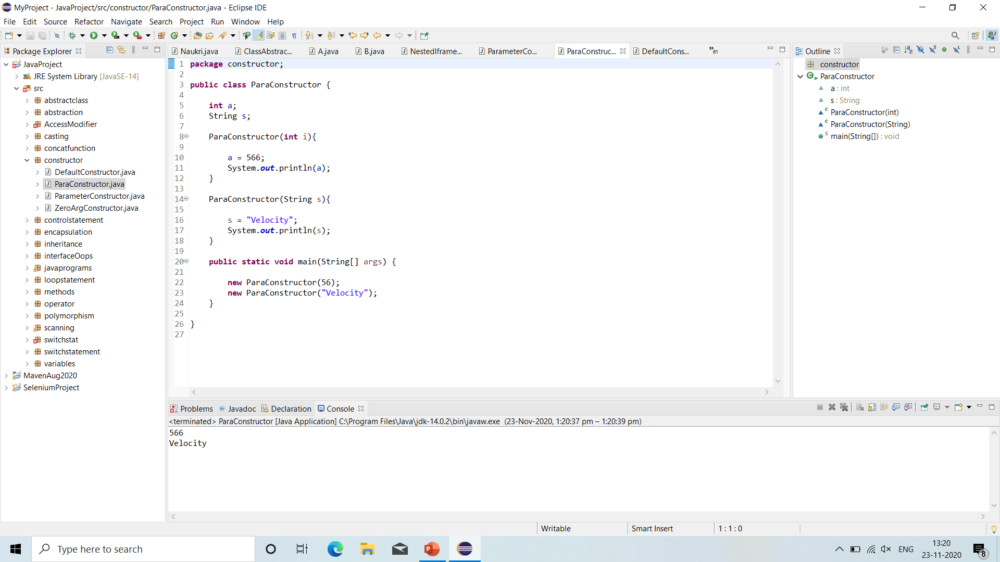 MyProject - JavaProject/src/constructor/ParaConstructor.java - Eclipse IDE
File Edit Source Refactor Navigate Search Project Run Window Help
Package Explorer
JavaProject
JRE System Library [JavaSE-14]
src
abstractclass
abstraction
AccessModifier
casting
concatfunction
constructor
DefaultConstructor.java
ParaConstructor.java
ParameterConstructor.java
ZeroArgConstructor.java
controlstatement
encapsulation
inheritance
interfaceOops
javaprograms
loopstatement
methods
operator
polymorphism
scanning
switchstat
switchstatement
variables
MavenAug2020
SeleniumProject
Naukri.java ClassAbstrac... A.java B.java NestedIframe... ParameterCo... ParaConstruc... DefaultCons... »61
1 package constructor;
2
3 public class ParaConstructor {
4
5 int a;
6 String s;
7
8 ParaConstructor(int i){
9
10 a = 566;
11 System.out.println(a);
12 }
13
14 ParaConstructor(String s){
15
16 s = "Velocity";
17 System.out.println(s);
18 }
19
20 public static void main(String[] args) {
21
22 new ParaConstructor(56);
23 new ParaConstructor("Velocity");
24 }
25
26 }
27
Outline
constructor
ParaConstructor
a : int
s : String
ParaConstructor(int)
ParaConstructor(String)
main(String[]) : void
Problems @ Javadoc Declaration Console
<terminated> ParaConstructor [Java Application] C:\Program Files\Java\jdk-14.0.2\bin\javaw.exe (23-Nov-2020, 1:20:37 pm – 1:20:39 pm)
566
Velocity
Writable Smart Insert 1 : 1 : 0
Type here to search
ENG
13:20
23-11-2020
8